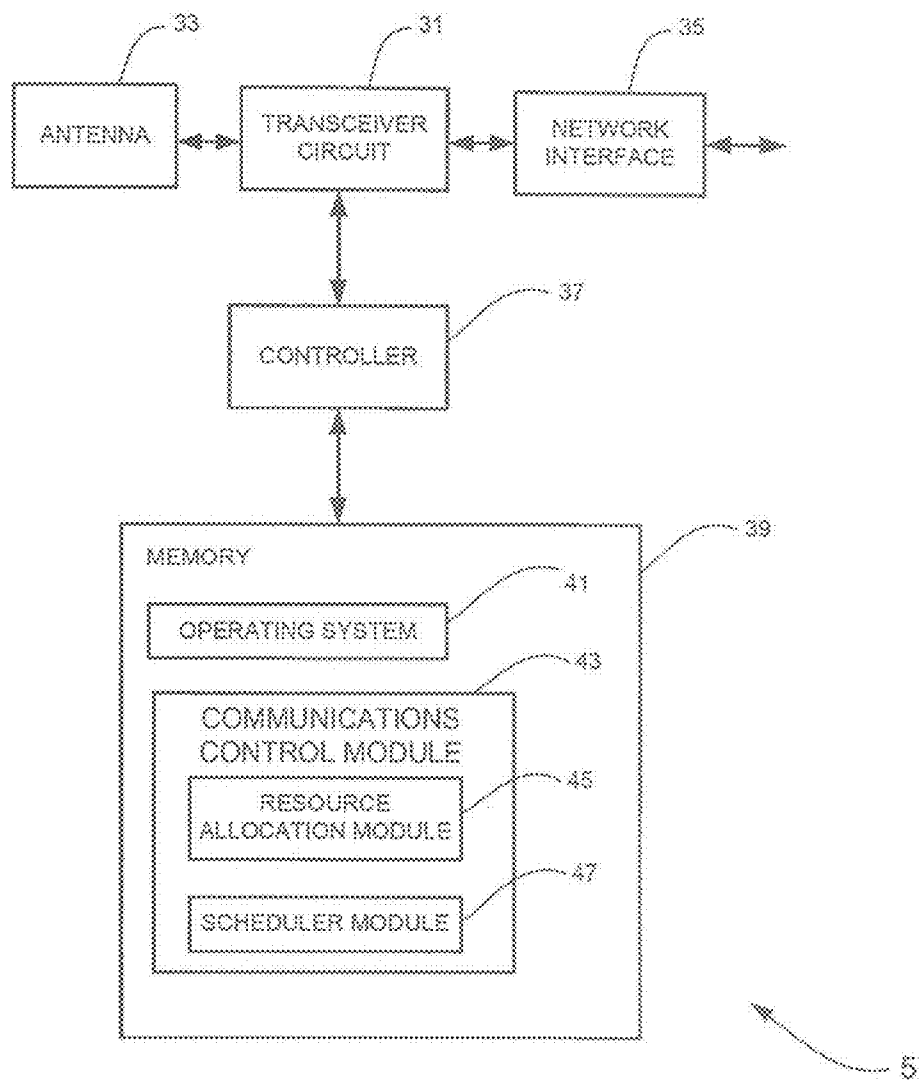 33
31
35
ANTENNA
TRANSCEIVER
CIRCUIT
NETWORK
INTERFACE
37
CONTROLLER
39
MEMORY
41
OPERATING SYSTEM
43
COMMUNICATIONS
CONTROL MODULE
45
RESOURCE
ALLOCATION MODULE
47
SCHEDULER MODULE
5